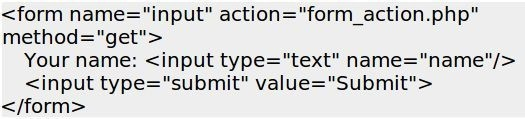 <form name="input" action="form_action.php"
method="get">
    Your name: <input type="text" name="name"/>
    <input type="submit" value="Submit">
</form>